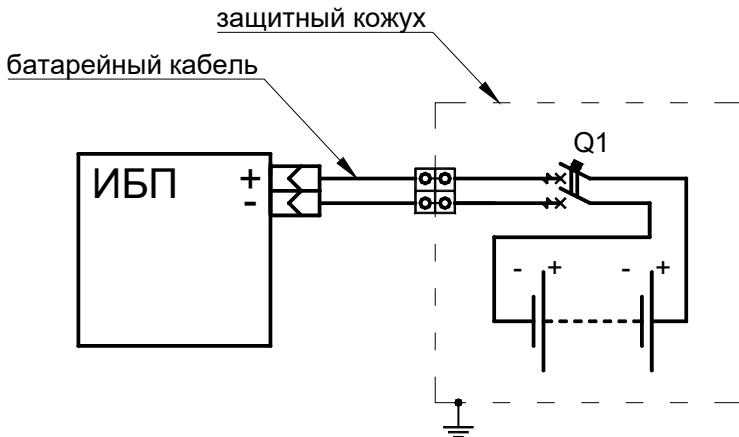 защитный кожух
батарейный кабель
Q1
ИБП
+
-
- +
- +